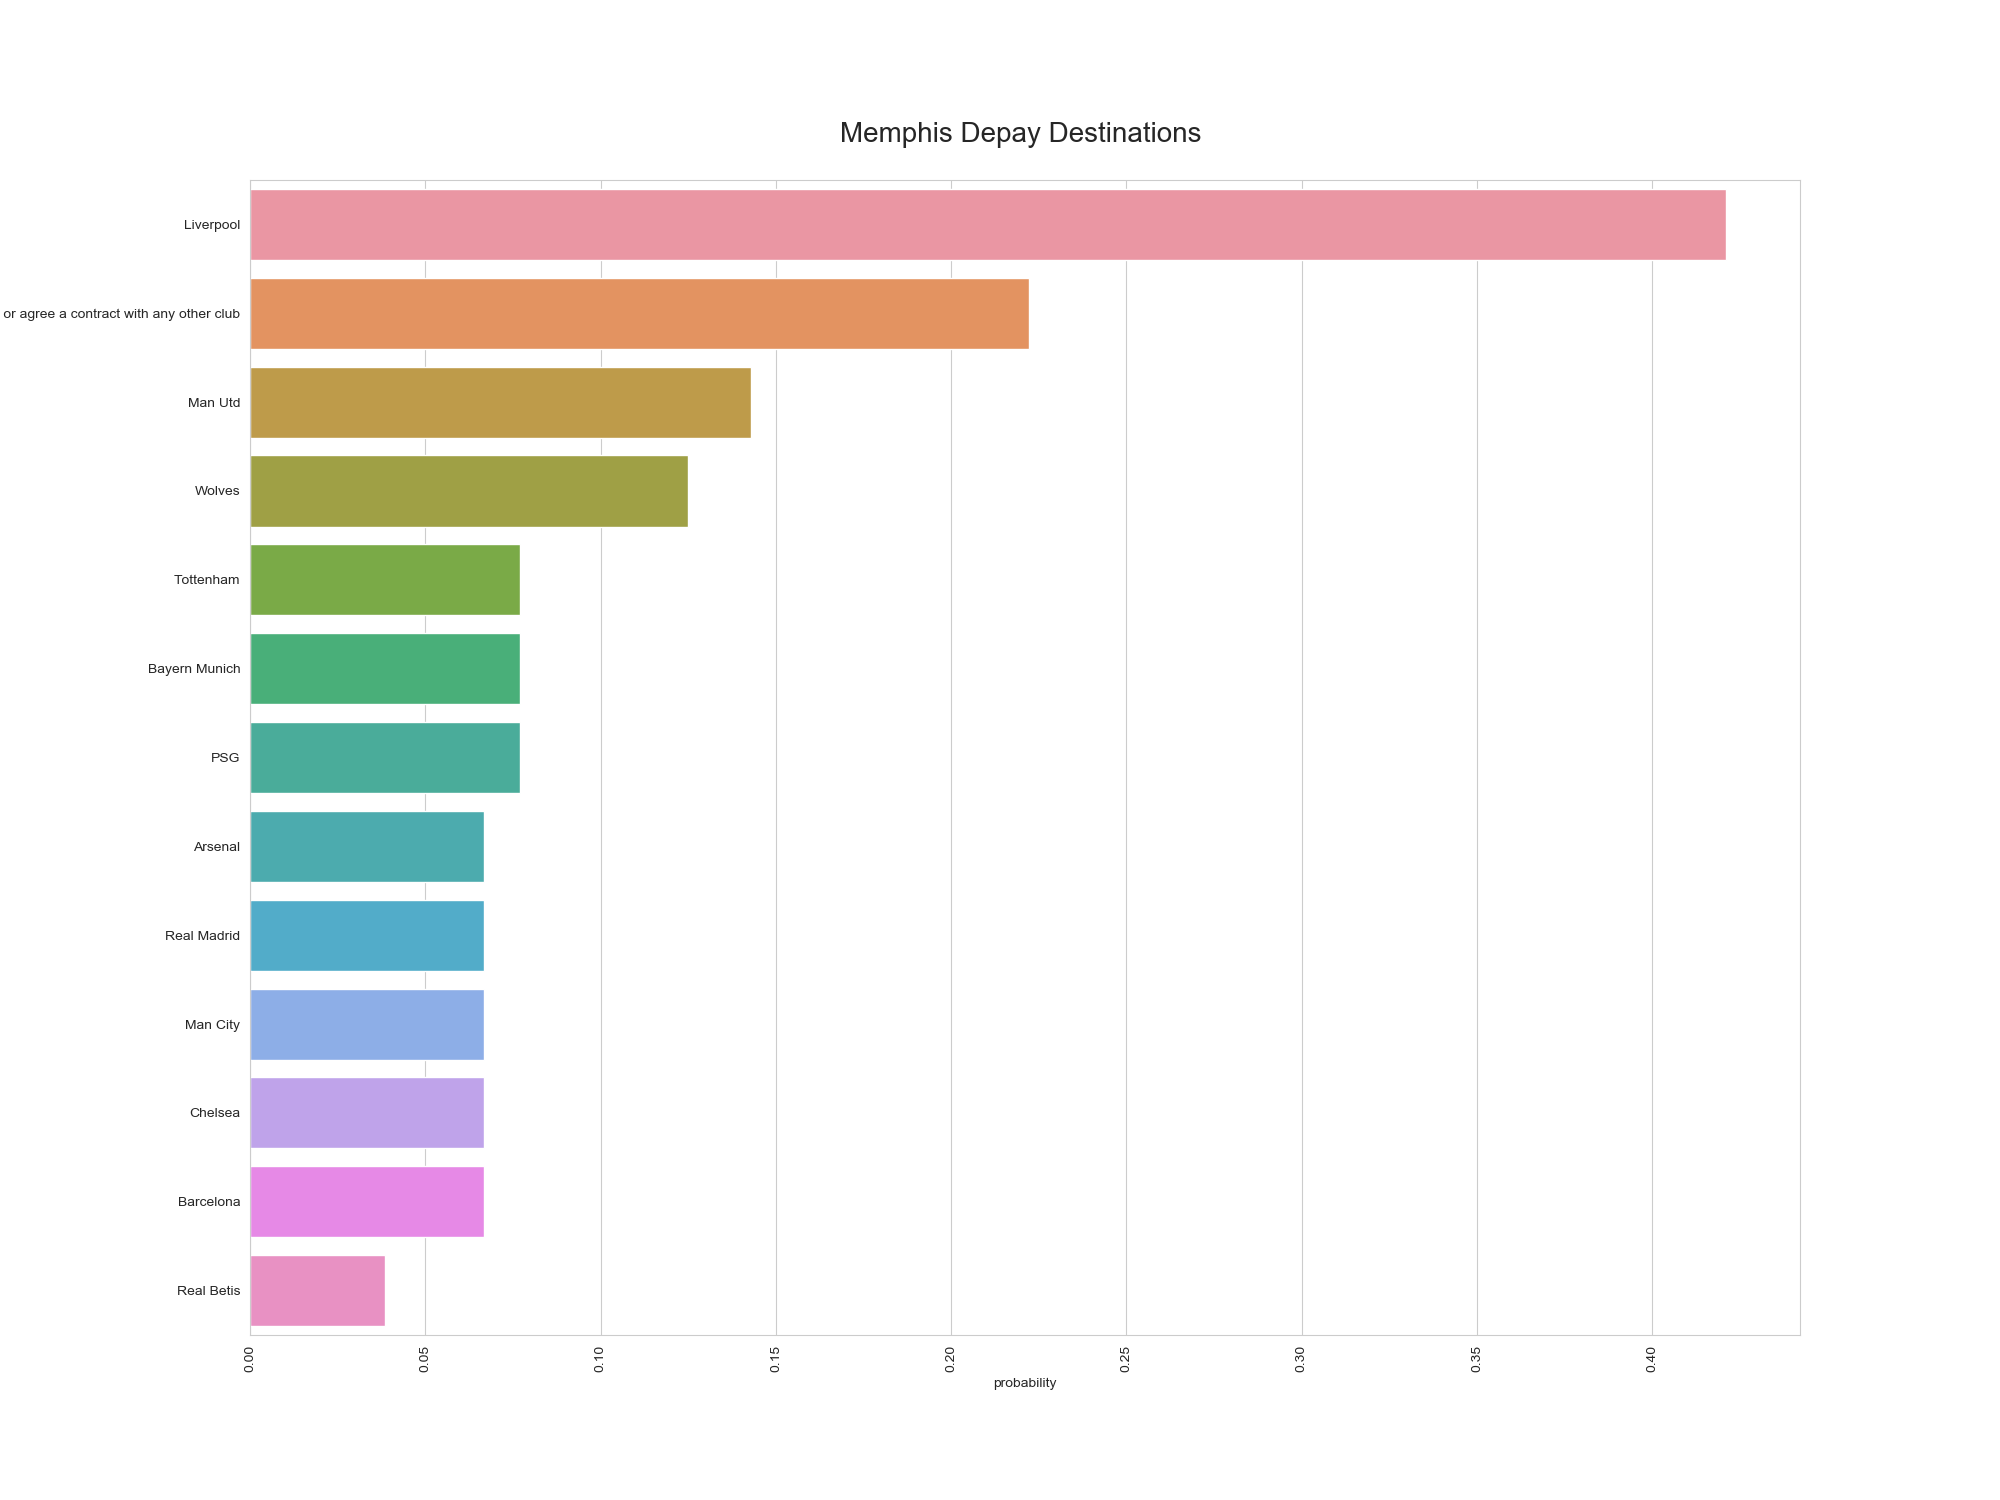 Memphis Depay Destinations
Liverpool
or agree a contract with any other club
Man Utd
Wolves
Tottenham
Bayern Munich
PSG
Arsenal
Real Madrid
Man City
Chelsea
Barcelona
Real Betis
0.00 0.05 0.10 0.15 0.20 0.25 0.30 0.35 0.40
probability